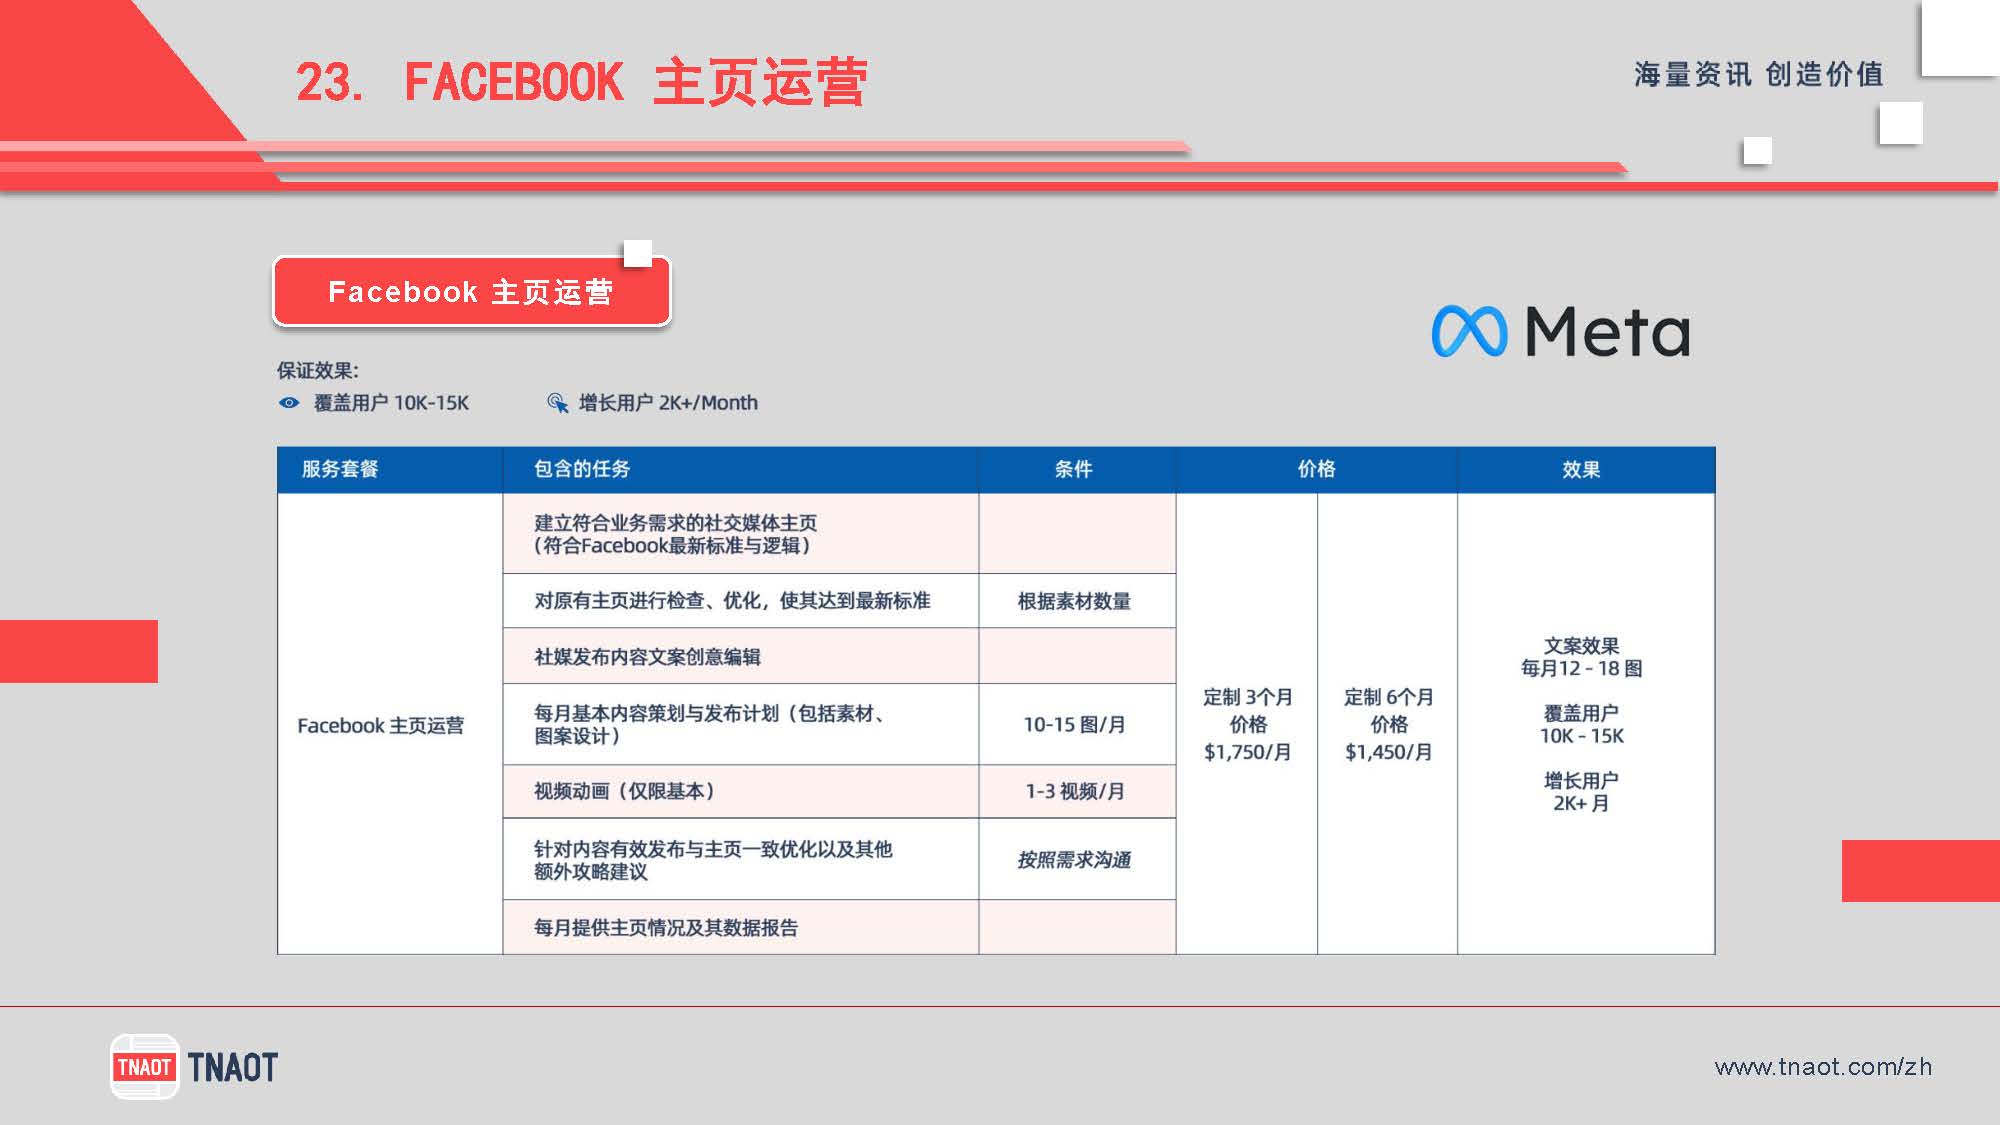 23. FACEBOOK 主页运营
海量资讯 创造价值
Facebook 主页运营
Meta
保证效果:
覆盖用户 10K-15K
增长用户 2K+/Month
服务套餐
包含的任务
条件
价格
效果
Facebook 主页运营
建立符合业务需求的社交媒体主页
（符合Facebook最新标准与逻辑）
对原有主页进行检查、优化，使其达到最新标准
根据素材数量
社媒发布内容文案创意编辑
每月基本内容策划与发布计划（包括素材、
图案设计）
10-15 图/月
视频动画（仅限基本）
1-3 视频/月
针对内容有效发布与主页一致优化以及其他
额外攻略建议
按照需求沟通
每月提供主页情况及其数据报告
定制 3个月
价格
$1,750/月
定制 6个月
价格
$1,450/月
文案效果
每月12 - 18 图
覆盖用户
10K - 15K
增长用户
2K+ 月
TNAOT
TNAOT
www.tnaot.com/zh